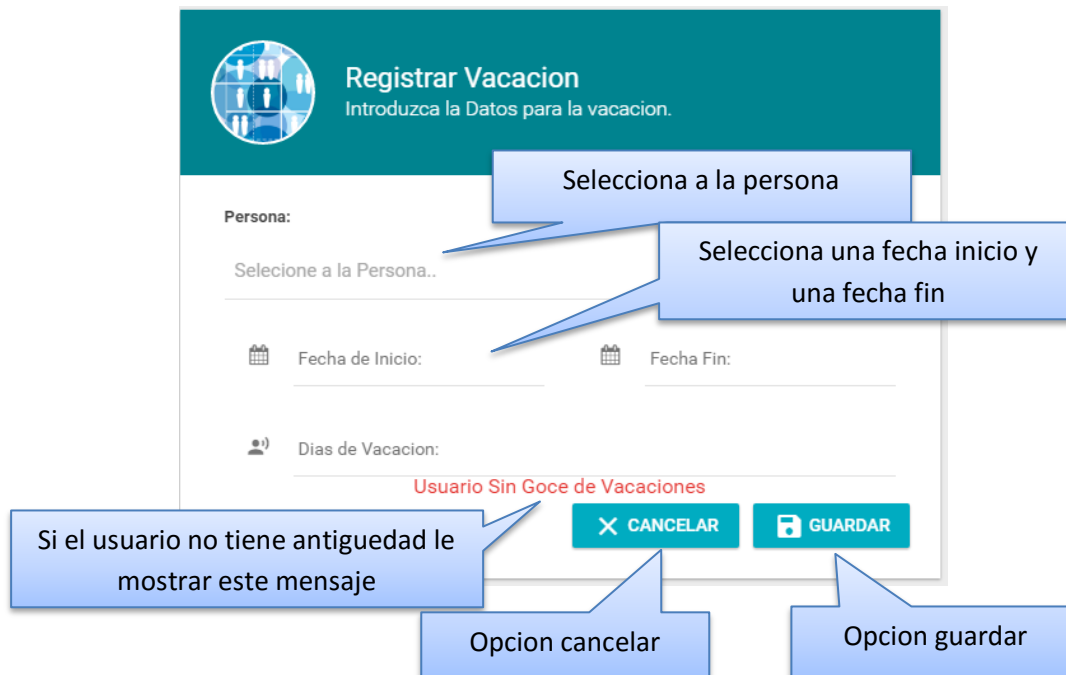 Registrar Vacacion
Introduzca la Datos para la vacacion.
Selecciona a la persona
Persona:
Selecciona una fecha inicio y
una fecha fin
Selecione a la Persona..
Fecha de Inicio:
Fecha Fin:
Dias de Vacacion:
Usuario Sin Goce de Vacaciones
CANCELAR
GUARDAR
Si el usuario no tiene antiguedad le
mostrar este mensaje
Opcion cancelar
Opcion guardar